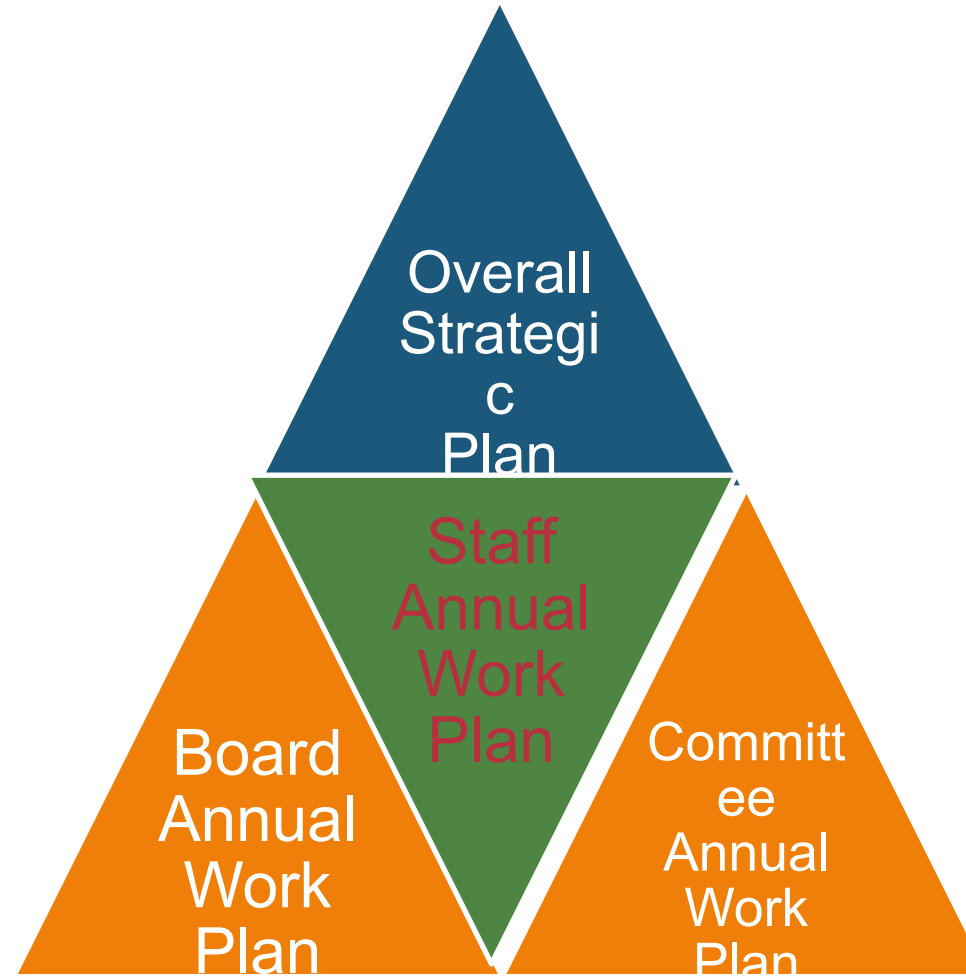 Overall
Strategi
c
Plan
Staff
Annual
Work
Plan
Board
Annual
Work
Plan
Committ
ee
Annual
Work
Plan